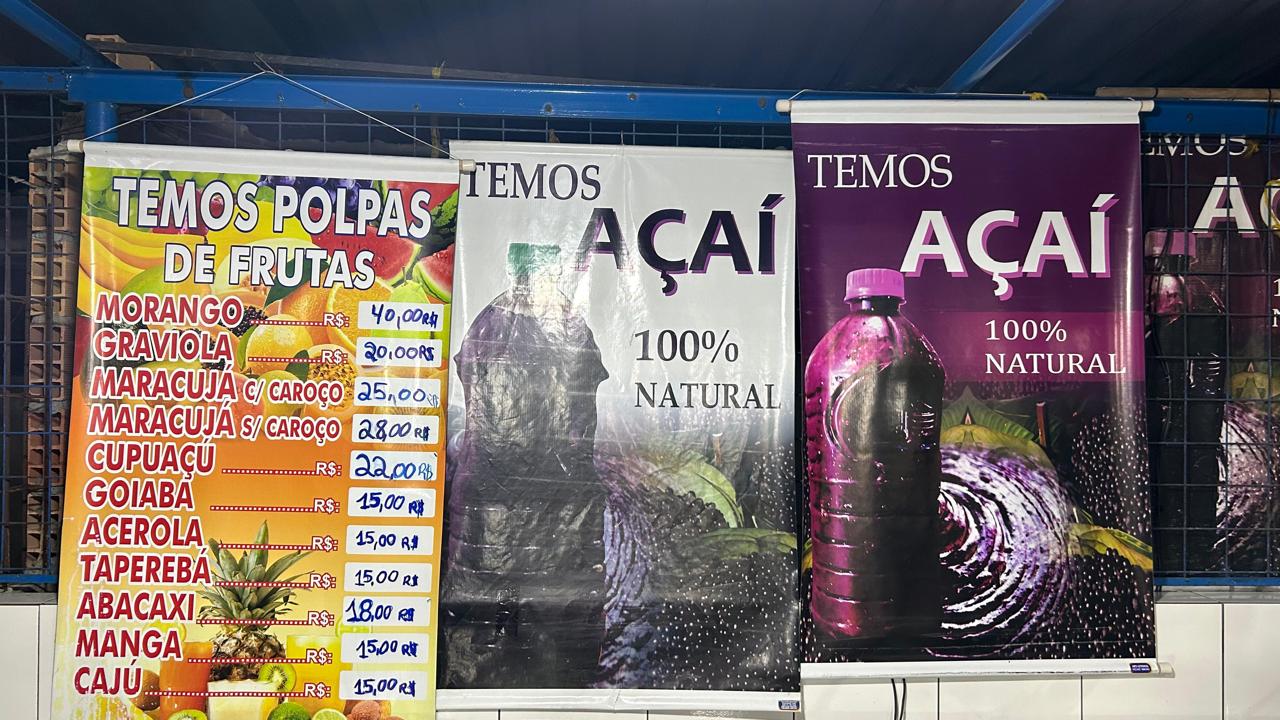 TEMOS POLPAS
DE FRUTAS
MORANGO R$: 40,00R$
GRAVIOLA R$: 20,00R$
MARACUJÁ C/ CAROÇO 25,00R$
MARACUJÁ S/ CAROÇO 28,00R$
CUPUAÇÚ R$: 22,00R$
GOIABA R$: 15,00 R$
ACEROLA R$: 15,00 R$
TAPEREBÁ R$: 15,00 R$
ABACAXI R$: 18,00 R$
MANGA R$: 15,00 R$
CAJÚ R$: 15,00 R$
TEMOS
AÇAÍ
100%
NATURAL
TEMOS
AÇAÍ
100%
NATURAL